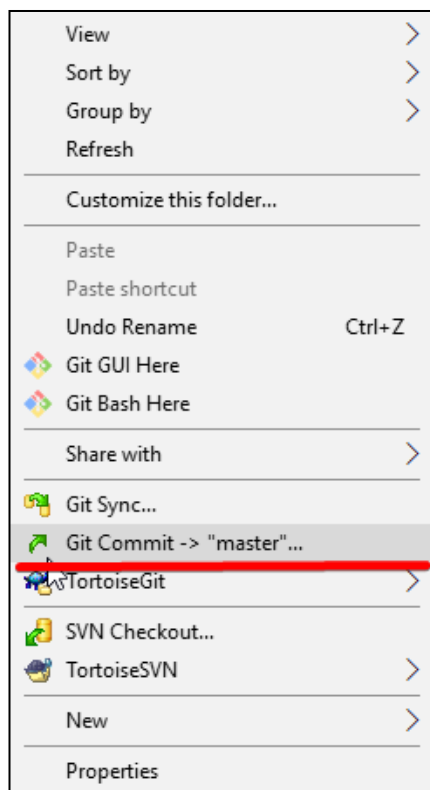 View
Sort by
Group by
Refresh
Customize this folder...
Paste
Paste shortcut
Undo Rename Ctrl+Z
Git GUI Here
Git Bash Here
Share with
Git Sync...
Git Commit -> "master"...
TortoiseGit
SVN Checkout...
TortoiseSVN
New
Properties